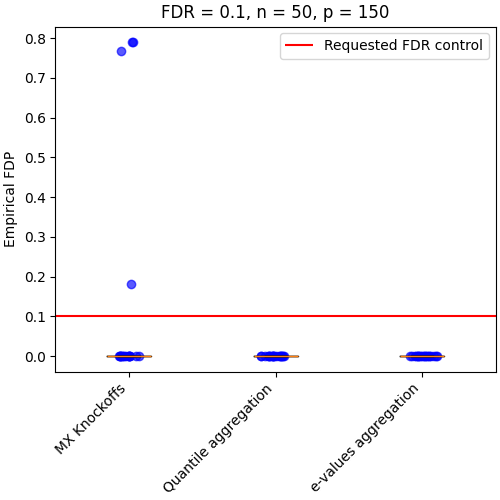 FDR = 0.1, n = 50, p = 150
Requested FDR control
Empirical FDP
0.8
0.7
0.6
0.5
0.4
0.3
0.2
0.1
0.0
MX Knockoffs
Quantile aggregation
e-values aggregation